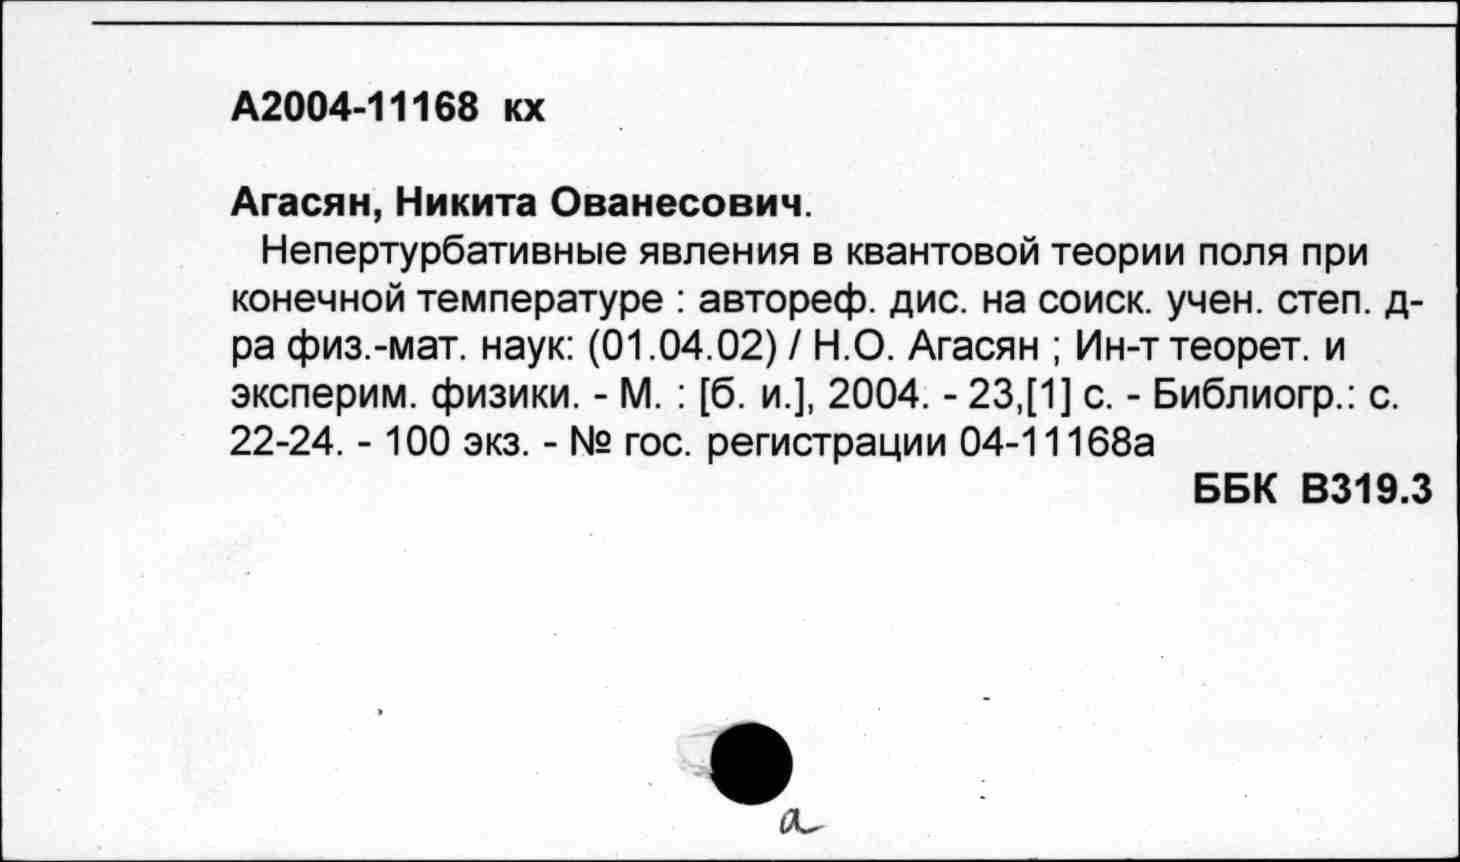 А2004-11168 кх
Агасян, Никита Ованесович.
Непертурбативные явления в квантовой теории поля при
конечной температуре : автореф. дис. на соиск. учен. степ. д-
ра физ.-мат. наук: (01.04.02) / Н.О. Агасян ; Ин-т теорет. и
эксперим. физики. - М. : [б. и.], 2004. - 23,[1] с. - Библиогр.: с.
22-24. - 100 экз. - № гос. регистрации 04-11168а
ББК В319.3
а